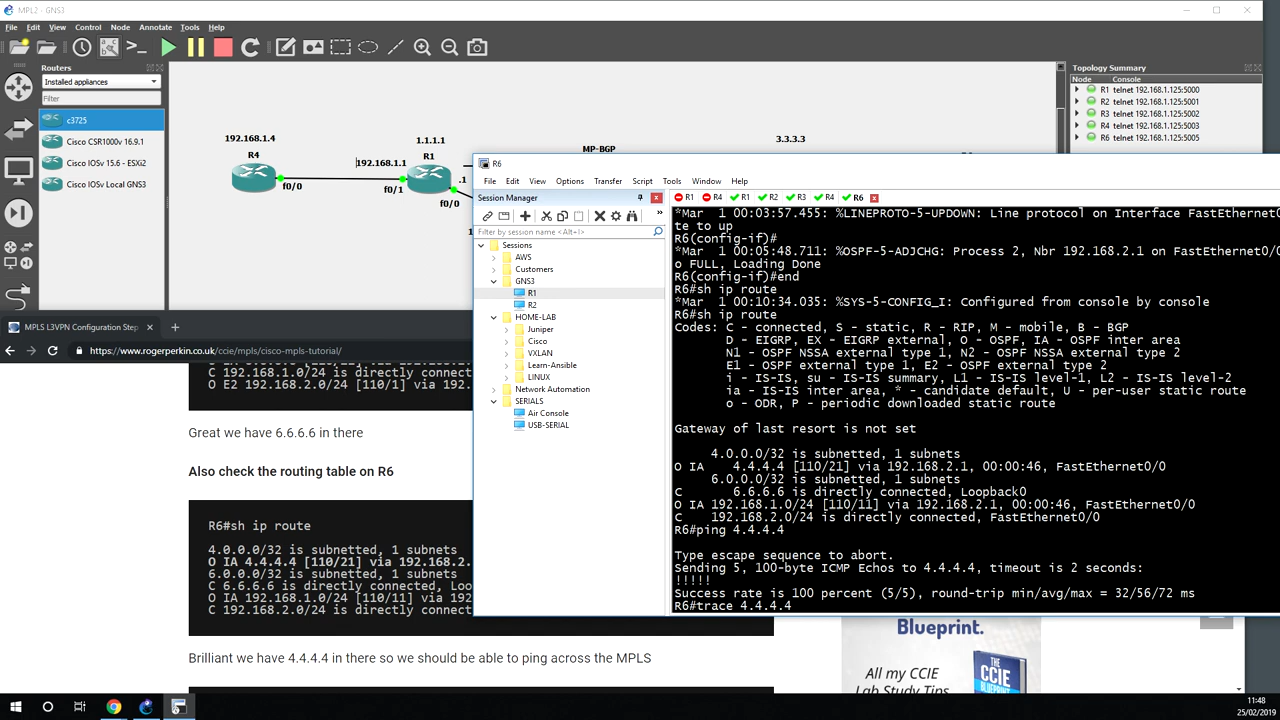 MPL2 - GNS3
File Edit View Control Node Annotate Tools Help
Routers
Installed appliances
Filter
c3725
Cisco CSR1000v 16.9.1
Cisco IOSv 15.6 - ESXi2
Cisco IOSv Local GNS3
192.168.1.4
R4
f0/0
192.168.1.1
f0/1
1.1.1.1
R1
.1
f0/0
MP-BGP
3.3.3.3
Topology Summary
Node Console
R1 telnet 192.168.1.125:5000
R2 telnet 192.168.1.125:5001
R3 telnet 192.168.1.125:5002
R4 telnet 192.168.1.125:5003
R6 telnet 192.168.1.125:5005
R6
File Edit View Options Transfer Script Tools Window Help
Session Manager
Filter by session name <Alt+I>
Sessions
AWS
Customers
GNS3
R1
R2
HOME-LAB
Juniper
Cisco
VXLAN
Learn-Ansible
LINUX
Network Automation
SERIALS
Air Console
USB-SERIAL
R1 R4 R1 R2 R3 R4 R6
*Mar  1 00:03:57.455: %LINEPROTO-5-UPDOWN: Line protocol on Interface FastEthernet0
te to up
R6(config-if)#
*Mar  1 00:05:48.711: %OSPF-5-ADJCHG: Process 2, Nbr 192.168.2.1 on FastEthernet0/
o FULL, Loading Done
R6(config-if)#end
R6#sh ip route
*Mar  1 00:10:34.035: %SYS-5-CONFIG_I: Configured from console by console
R6#sh ip route
Codes: C - connected, S - static, R - RIP, M - mobile, B - BGP
D - EIGRP, EX - EIGRP external, O - OSPF, IA - OSPF inter area
N1 - OSPF NSSA external type 1, N2 - OSPF NSSA external type 2
E1 - OSPF external type 1, E2 - OSPF external type 2
i - IS-IS, su - IS-IS summary, L1 - IS-IS level-1, L2 - IS-IS level-2
ia - IS-IS inter area, * - candidate default, U - per-user static route
o - ODR, P - periodic downloaded static route
Gateway of last resort is not set
4.0.0.0/32 is subnetted, 1 subnets
O IA 4.4.4.4 [110/21] via 192.168.2.1, 00:00:46, FastEthernet0/0
6.0.0.0/32 is subnetted, 1 subnets
C 6.6.6.6 is directly connected, Loopback0
O IA 192.168.1.0/24 [110/11] via 192.168.2.1, 00:00:46, FastEthernet0/0
C 192.168.2.0/24 is directly connected, FastEthernet0/0
R6#ping 4.4.4.4
Type escape sequence to abort.
Sending 5, 100-byte ICMP Echos to 4.4.4.4, timeout is 2 seconds:
!!!!!
Success rate is 100 percent (5/5), round-trip min/avg/max = 32/56/72 ms
R6#trace 4.4.4.4
MPLS L3VPN Configuration Step
https://www.rogerperkin.co.uk/ccie/mpls/cisco-mpls-tutorial/
C 192.168.1.0/24 is directly connect
O E2 192.168.2.0/24 [110/1] via 192.
Great we have 6.6.6.6 in there
Also check the routing table on R6
R6#sh ip route
4.0.0.0/32 is subnetted, 1 subnets
O IA 4.4.4.4 [110/21] via 192.168.2.
6.0.0.0/32 is subnetted, 1 subnets
C 6.6.6.6 is directly connected, Loo
O IA 192.168.1.0/24 [110/11] via 192
C 192.168.2.0/24 is directly connect
Brilliant we have 4.4.4.4 in there so we should be able to ping across the MPLS
Blueprint.
All my CCIE
Lab Study Tips
THE CCIE BLUEPRINT
11:48
25/02/2019